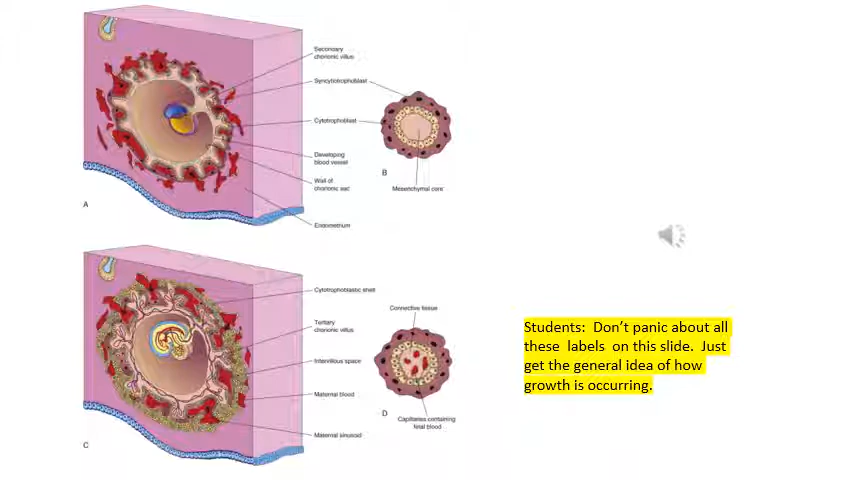 Secondary
chorionic villus
Syncytiotrophoblast
Cytotrophoblast
Developing
blood vessel
Wall of
chorionic sac
Endometrium
A
B
Mesenchymal core
Cytotrophoblastic shell
Tertiary
chorionic villus
Intervillous space
Maternal blood
Maternal sinusoid
C
Connective tissue
D
Capillaries containing
fetal blood
Students: Don't panic about all
these labels on this slide. Just
get the general idea of how
growth is occurring.